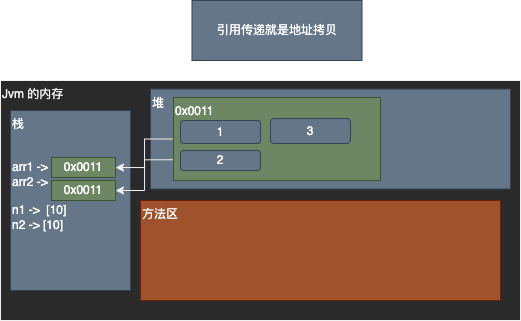 引用传递就是地址拷贝
Jvm 的内存
栈
堆
0x0011
1
3
2
arr1 ->
0x0011
arr2 ->
0x0011
n1 -> [10]
n2 ->[10]
方法区